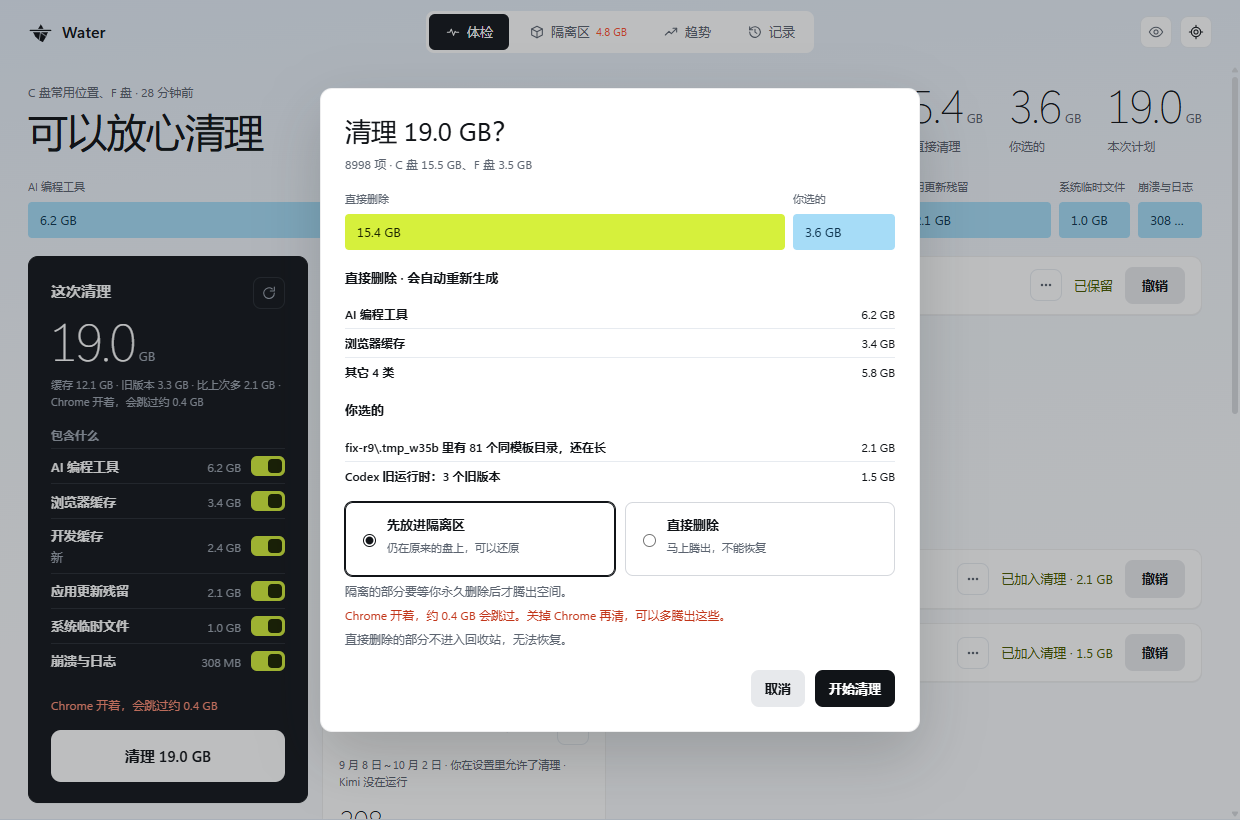 Water
体检
隔离区 4.8 GB
趋势
记录
C 盘常用位置、F 盘 · 28 分钟前
可以放心清理
5.4 GB
直接清理
3.6 GB
你选的
19.0 GB
本次计划
AI 编程工具
6.2 GB
用更新残留
2.1 GB
系统临时文件
1.0 GB
崩溃与日志
308 ...
这次清理
19.0 GB
缓存 12.1 GB · 旧版本 3.3 GB · 比上次多 2.1 GB ·
Chrome 开着，会跳过约 0.4 GB
包含什么
AI 编程工具 6.2 GB
浏览器缓存 3.4 GB
开发缓存 2.4 GB
新
应用更新残留 2.1 GB
系统临时文件 1.0 GB
崩溃与日志 308 MB
Chrome 开着，会跳过约 0.4 GB
清理 19.0 GB
清理 19.0 GB？
8998 项 · C 盘 15.5 GB、F 盘 3.5 GB
直接删除
你选的
15.4 GB
3.6 GB
直接删除 · 会自动重新生成
AI 编程工具 6.2 GB
浏览器缓存 3.4 GB
其它 4 类 5.8 GB
你选的
fix-r9\.tmp_w35b 里有 81 个同模板目录，还在长 2.1 GB
Codex 旧运行时：3 个旧版本 1.5 GB
先放进隔离区
仍在原来的盘上，可以还原
直接删除
马上腾出，不能恢复
隔离的部分要等你永久删除后才腾出空间。
Chrome 开着，约 0.4 GB 会跳过。关掉 Chrome 再清，可以多腾出这些。
直接删除的部分不进入回收站，无法恢复。
取消
开始清理
已保留
撤销
已加入清理 · 2.1 GB
撤销
已加入清理 · 1.5 GB
撤销
9 月 8 日 ~ 10 月 2 日 · 你在设置里允许了清理 ·
Kimi 没在运行